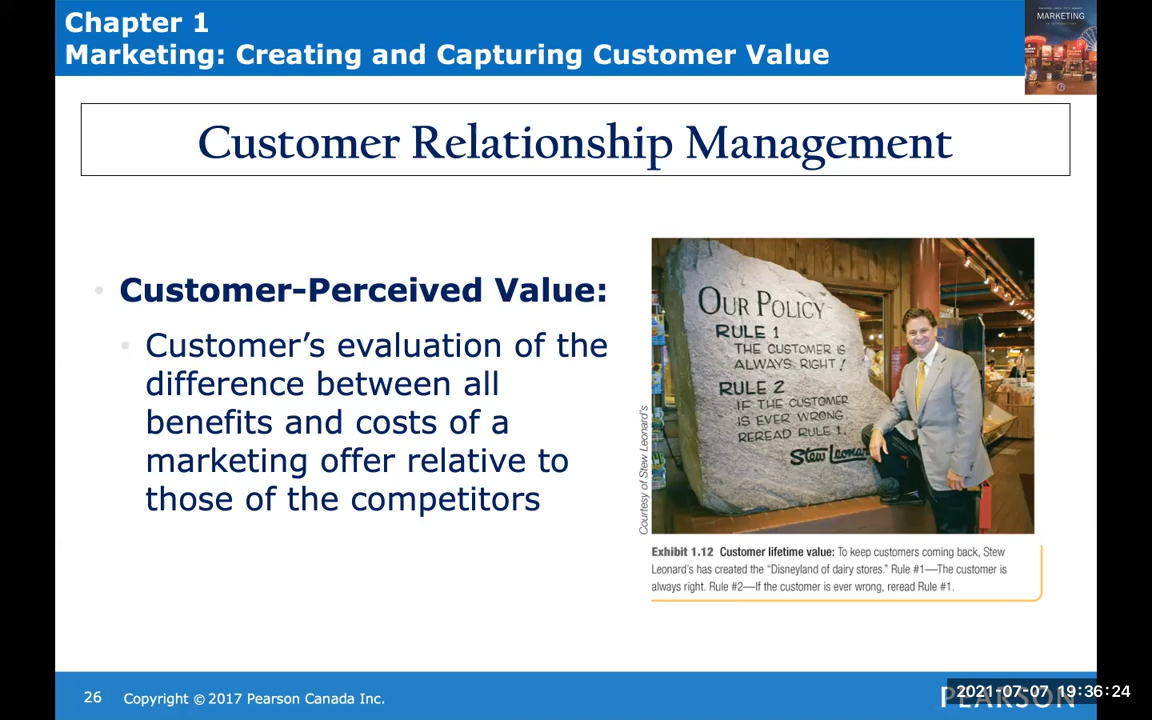 Chapter 1
Marketing: Creating and Capturing Customer Value
MARKETING
Customer Relationship Management
Customer-Perceived Value:
Customer's evaluation of the
difference between all
benefits and costs of a
marketing offer relative to
those of the competitors
OUR POLICY
RULE 1
THE CUSTOMER IS
ALWAYS RIGHT!
RULE 2
IF THE CUSTOMER
IS EVER WRONG,
REREAD RULE 1.
Stew Leonard
Courtesy of Stew Leonard's
Exhibit 1.12 Customer lifetime value: To keep customers coming back, Stew
Leonard's has created the “Disneyland of dairy stores.” Rule #1—The customer is
always right. Rule #2—If the customer is ever wrong, reread Rule #1.
26 Copyright © 2017 Pearson Canada Inc.
PEARSON
2021-07-07 19:36:24